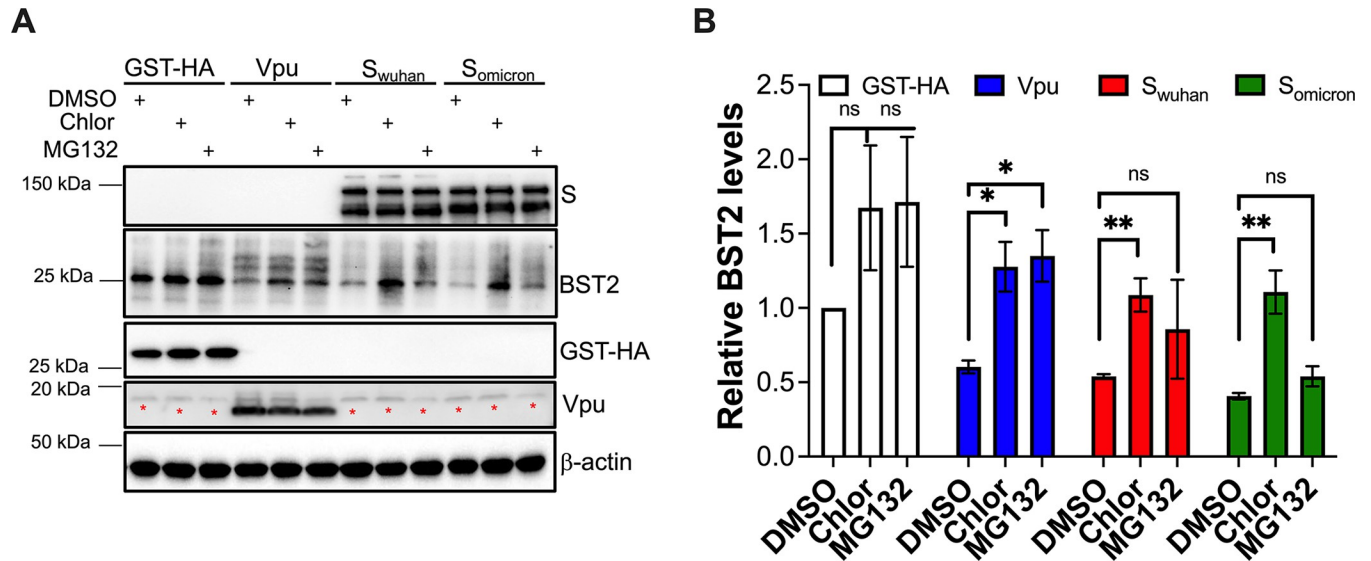 A
GST-HA Vpu Swuhan Somicron
DMSO + + + +
Chlor + + + +
MG132 + + + +
150 kDa S
25 kDa BST2
GST-HA
25 kDa
20 kDa
* * * * * * * * * Vpu
50 kDa
β-actin
B
GST-HA Vpu Swuhan Somicron
Relative BST2 levels
2.5
2.0
1.5
1.0
0.5
0.0
ns ns
* *
** ns
** ns
DMSO Chlor MG132 DMSO Chlor MG132 DMSO Chlor MG132 DMSO Chlor MG132